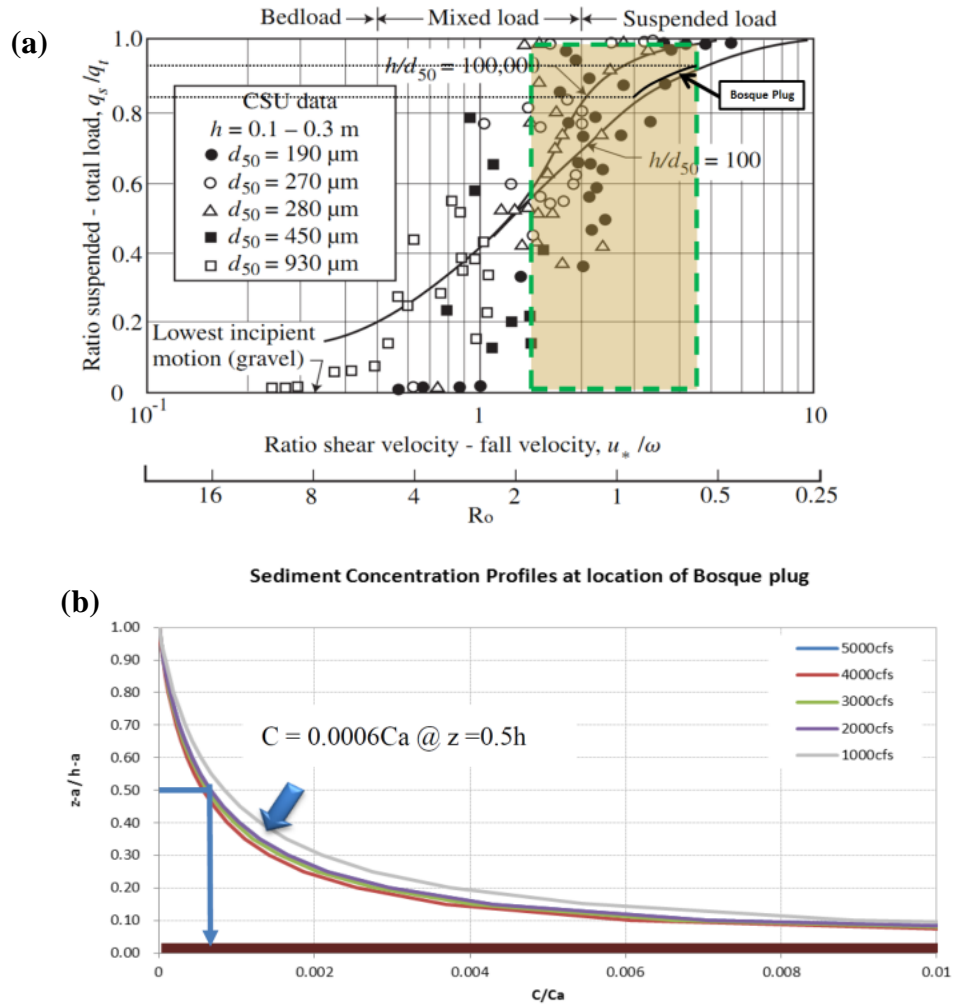 (a)
Bedload
Mixed load
Suspended load
Ratio suspended - total load, qₛ/qₜ
1.0
0.8
0.6
0.4
0.2
0
h/d₅₀ = 100,000
Bosque Plug
CSU data
h = 0.1 – 0.3 m
● d₅₀ = 190 μm
○ d₅₀ = 270 μm
△ d₅₀ = 280 μm
■ d₅₀ = 450 μm
□ d₅₀ = 930 μm
h/d₅₀ = 100
Lowest incipient
motion (gravel)
10⁻¹
1
10
Ratio shear velocity - fall velocity, u* /ω
16
8
4
2
1
0.5
0.25
Ro
Sediment Concentration Profiles at location of Bosque plug
(b)
z-a / h-a
1.00
0.90
0.80
0.70
0.60
0.50
0.40
0.30
0.20
0.10
0.00
5000cfs
4000cfs
3000cfs
2000cfs
1000cfs
C = 0.0006Ca @ z =0.5h
0
0.002
0.004
0.006
0.008
0.01
C/Ca